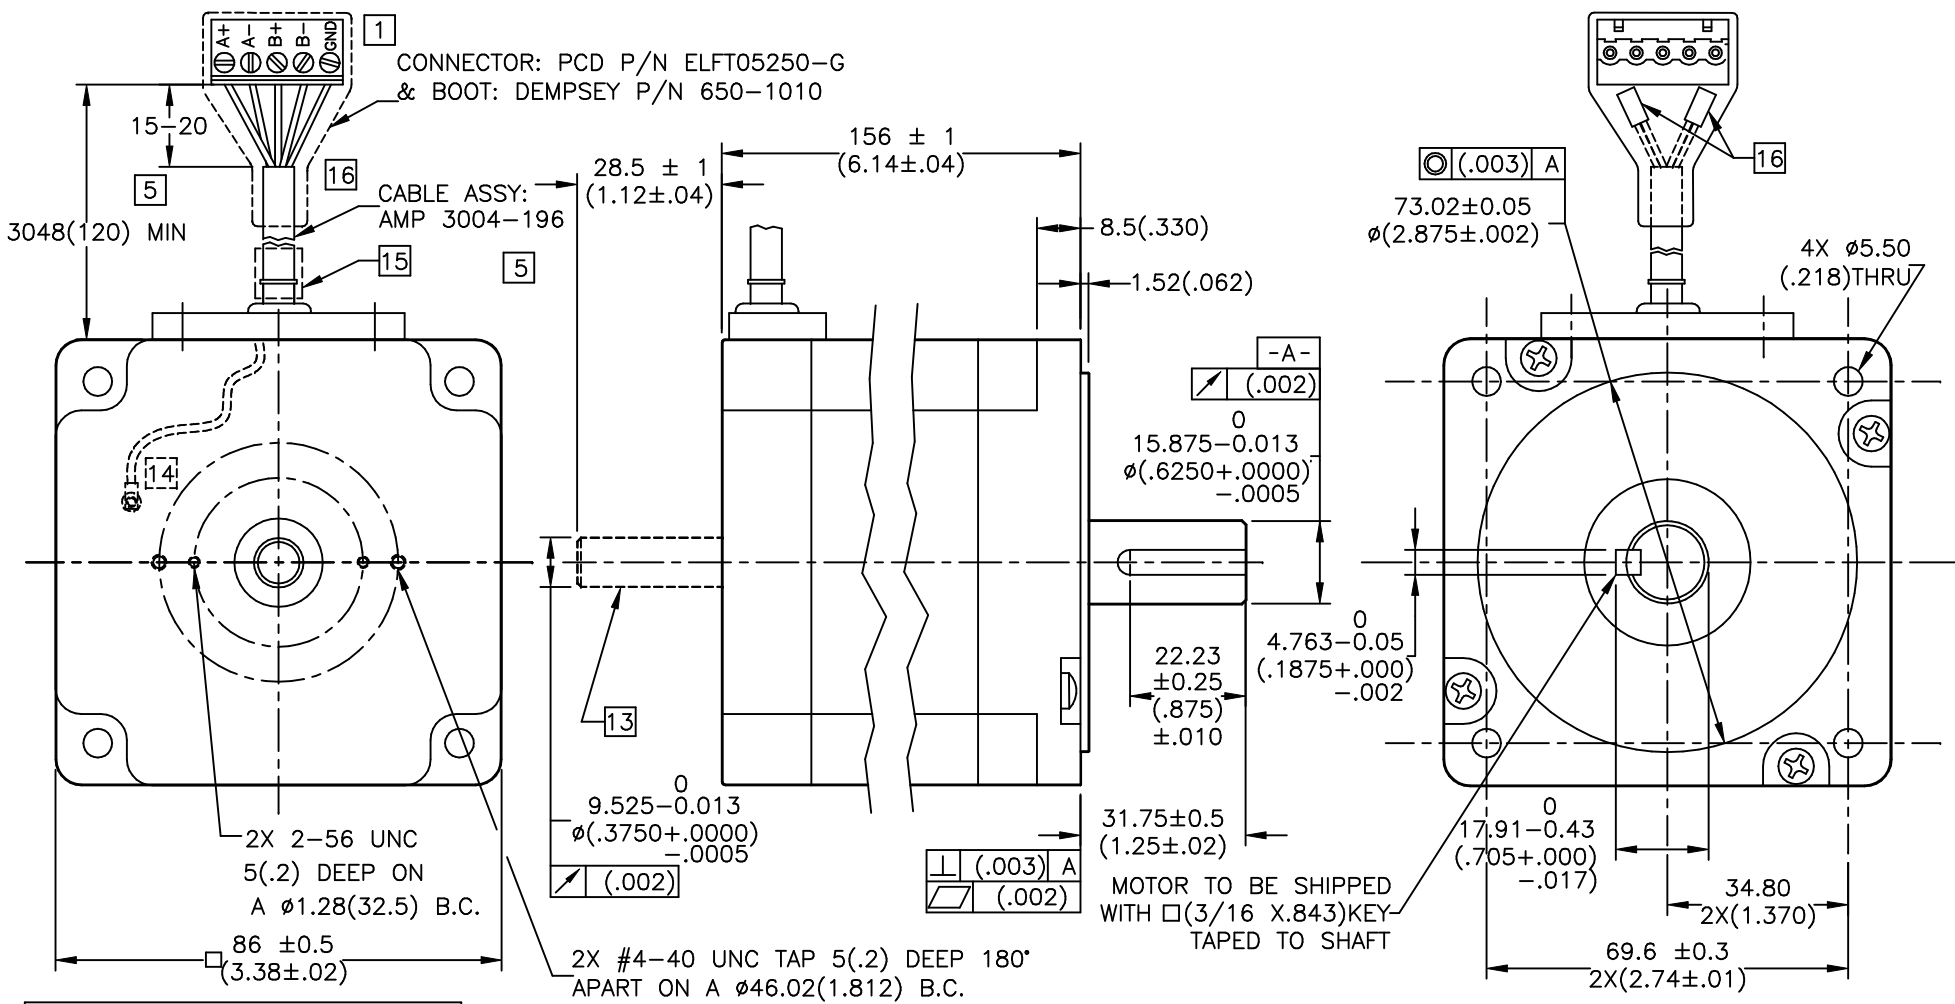 A+
A-
B+
B-
GND
1
CONNECTOR: PCD P/N ELFT05250-G
& BOOT: DEMPSEY P/N 650-1010
15-20
5
16
CABLE ASSY:
AMP 3004-196
3048(120) MIN
15
5
14
28.5 ± 1
(1.12±.04)
156 ± 1
(6.14±.04)
8.5(.330)
1.52(.062)
-A-
(.002)
0
15.875-0.013
ø(.6250+.0000)
-.0005
13
22.23
±0.25
(.875)
±.010
0
9.525-0.013
ø(.3750+.0000)
-.0005
(.002)
31.75±0.5
(1.25±.02)
(.003) A
(.002)
2X 2-56 UNC
5(.2) DEEP ON
A ø1.28(32.5) B.C.
86 ±0.5
(3.38±.02)
2X #4-40 UNC TAP 5(.2) DEEP 180°
APART ON A ø46.02(1.812) B.C.
MOTOR TO BE SHIPPED
WITH □(3/16 X.843)KEY
TAPED TO SHAFT
16
(.003) A
73.02±0.05
ø(2.875±.002)
4X ø5.50
(.218)THRU
0
4.763-0.05
(.1875+.000)
-.002
0
17.91-0.43
(.705+.000)
-.017)
34.80
2X(1.370)
69.6 ±0.3
2X(2.74±.01)